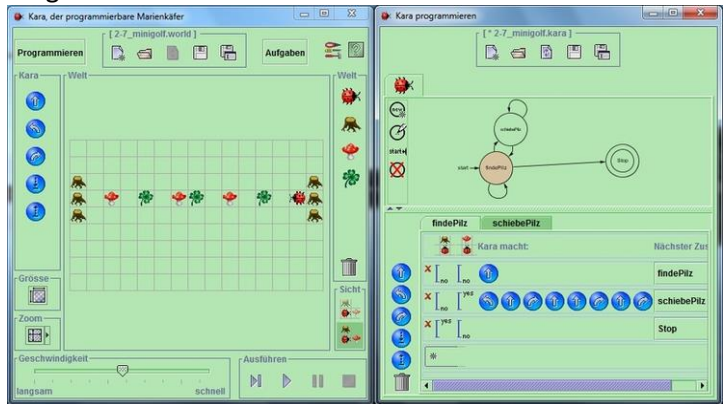 Kara, der programmierbare Marienkäfer
[ 2-7_minigolf.world ]
Programmieren
Aufgaben
Kara
Welt
Welt
Grösse
Zoom
Sicht
Geschwindigkeit
langsam
schnell
Ausführen
Kara programmieren
[ * 2-7_minigolf.kara ]
new
start
schiebePilz
start
findePilz
Stop
findePilz
schiebePilz
Kara macht:
Nächster Zus
no
no
findePilz
no
yes
schiebePilz
yes
no
Stop
*